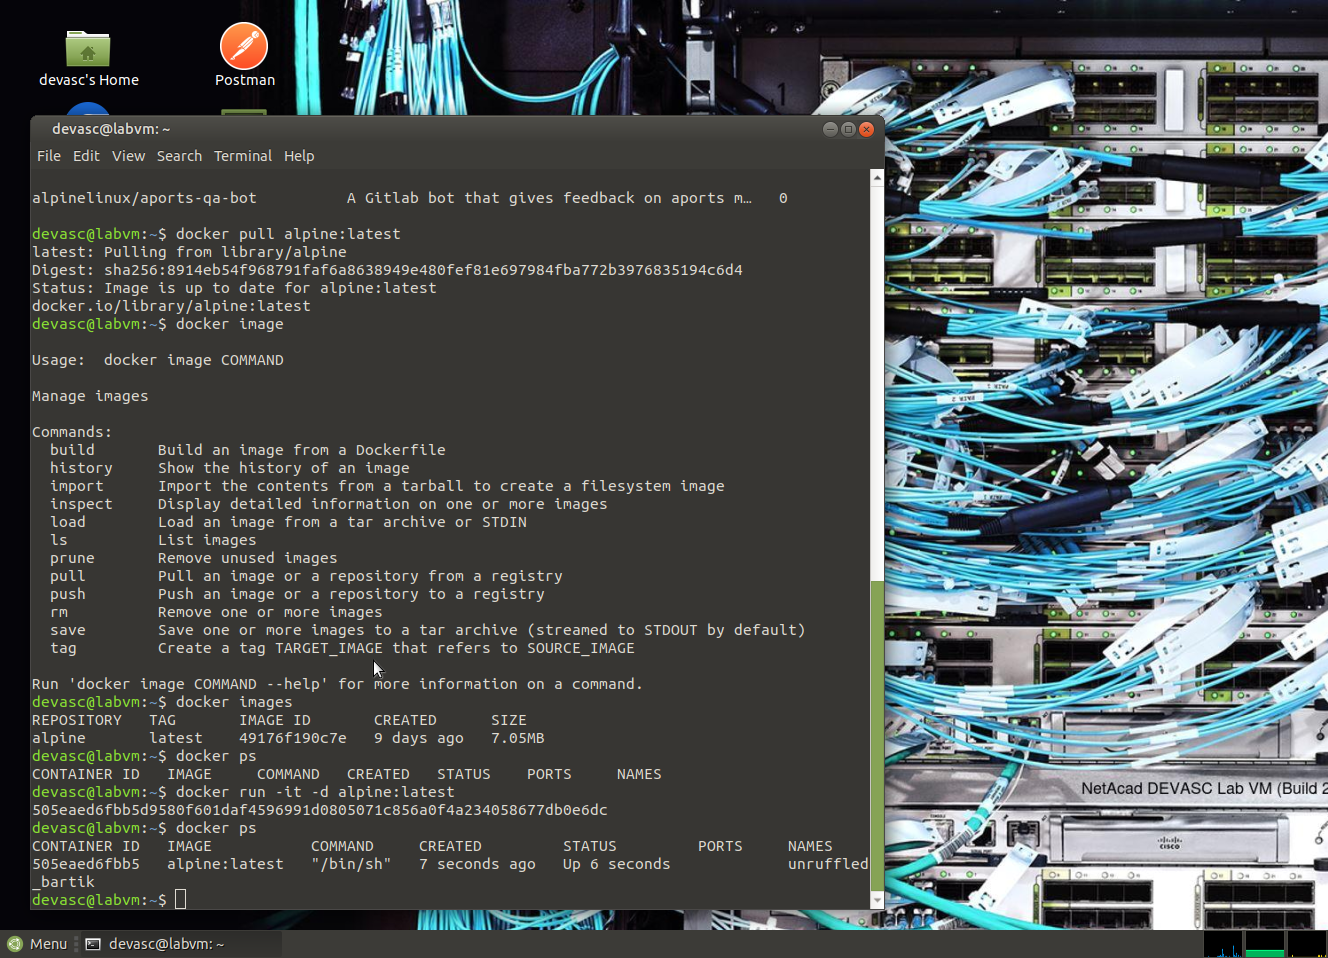 devasc's Home
Postman
devasc@labvm: ~
File Edit View Search Terminal Help
alpinelinux/aports-qa-bot A Gitlab bot that gives feedback on aports m… 0
devasc@labvm:~$ docker pull alpine:latest
latest: Pulling from library/alpine
Digest: sha256:8914eb54f968791faf6a8638949e480fef81e697984fba772b3976835194c6d4
Status: Image is up to date for alpine:latest
docker.io/library/alpine:latest
devasc@labvm:~$ docker image
Usage:  docker image COMMAND
Manage images
Commands:
build Build an image from a Dockerfile
history Show the history of an image
import Import the contents from a tarball to create a filesystem image
inspect Display detailed information on one or more images
load Load an image from a tar archive or STDIN
ls List images
prune Remove unused images
pull Pull an image or a repository from a registry
push Push an image or a repository to a registry
rm Remove one or more images
save Save one or more images to a tar archive (streamed to STDOUT by default)
tag Create a tag TARGET_IMAGE that refers to SOURCE_IMAGE
Run 'docker image COMMAND --help' for more information on a command.
devasc@labvm:~$ docker images
REPOSITORY TAG IMAGE ID CREATED SIZE
alpine latest 49176f190c7e 9 days ago 7.05MB
devasc@labvm:~$ docker ps
CONTAINER ID IMAGE COMMAND CREATED STATUS PORTS NAMES
devasc@labvm:~$ docker run -it -d alpine:latest
505eaed6fbb5d9580f601daf4596991d0805071c856a0f4a234058677db0e6dc
devasc@labvm:~$ docker ps
CONTAINER ID IMAGE COMMAND CREATED STATUS PORTS NAMES
505eaed6fbb5 alpine:latest "/bin/sh" 7 seconds ago Up 6 seconds unruffled
_bartik
devasc@labvm:~$
NetAcad DEVASC Lab VM (Build 2
CISCO
Menu devasc@labvm: ~